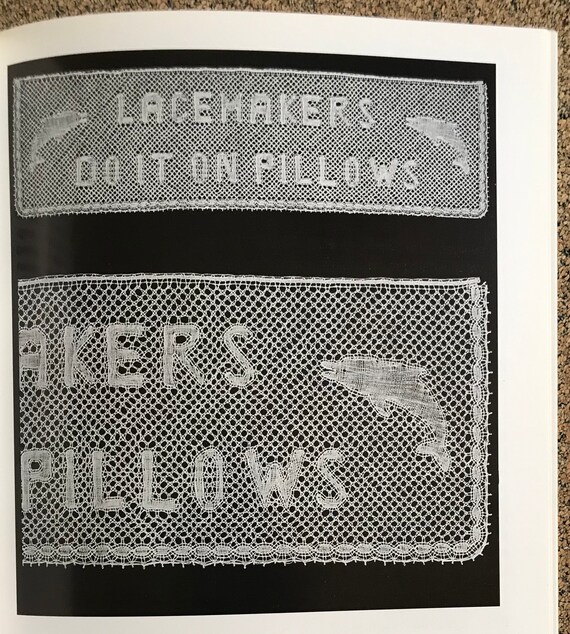 LACEMAKERS
DO IT ON PILLOWS
AKERS
PILLOWS